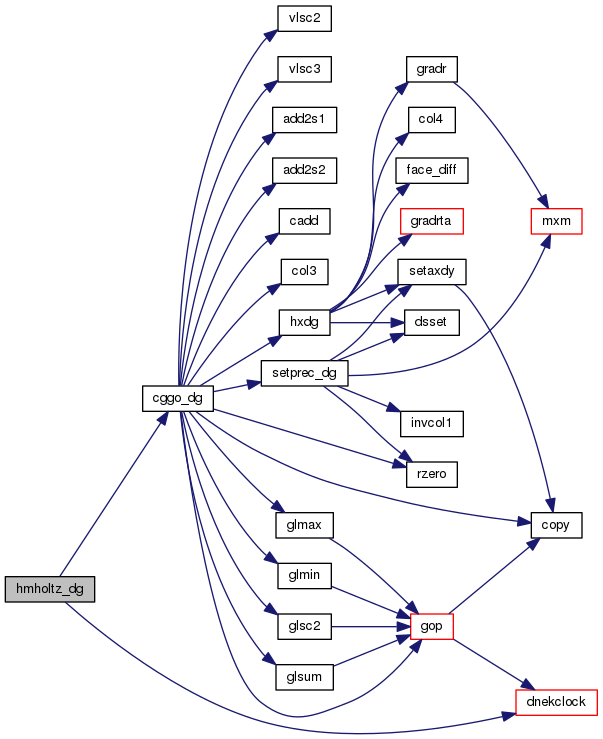 vlsc2
vlsc3
gradr
add2s1
col4
add2s2
face_diff
cadd
gradrta
mxm
col3
setaxdy
hxdg
dsset
setprec_dg
cggo_dg
invcol1
rzero
glmax
copy
glmin
hmholtz_dg
glsc2
gop
glsum
dnekclock